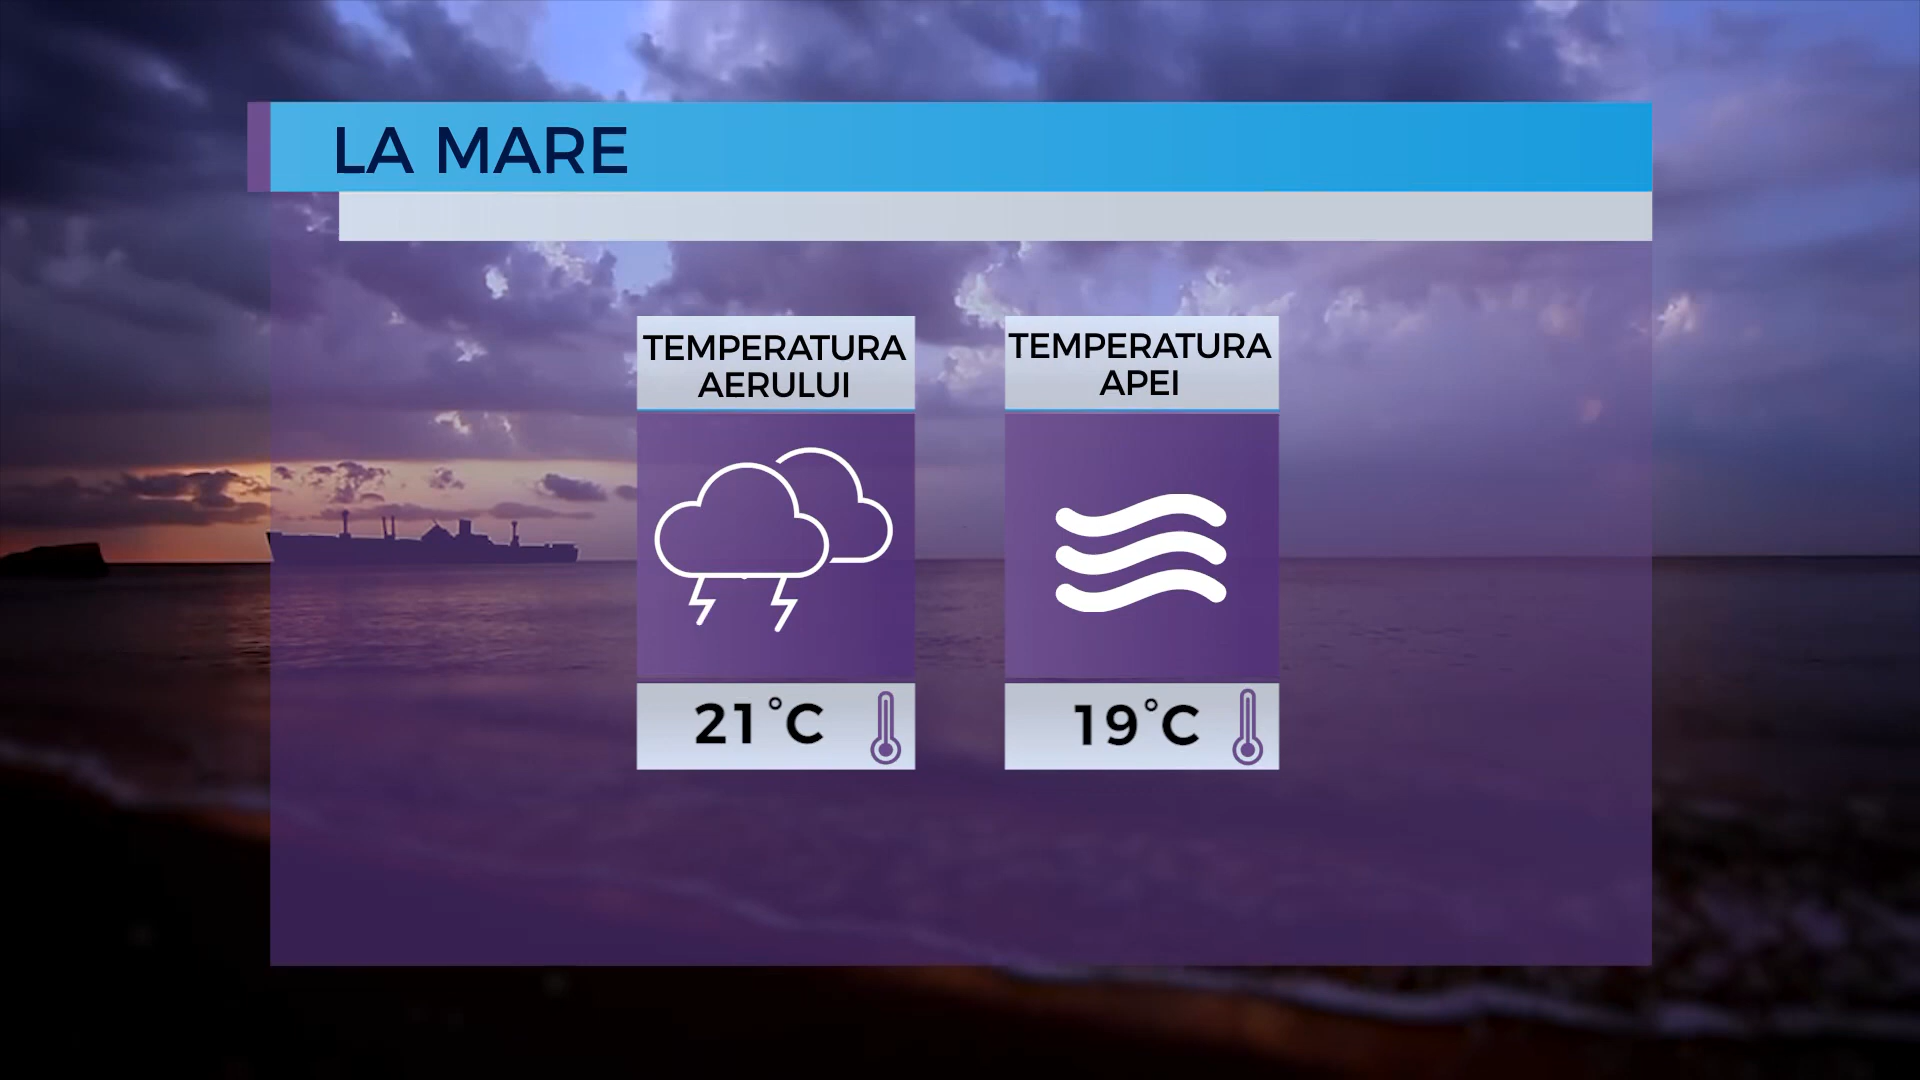 LA MARE
TEMPERATURA
AERULUI
TEMPERATURA
APEI
21°C
19°C